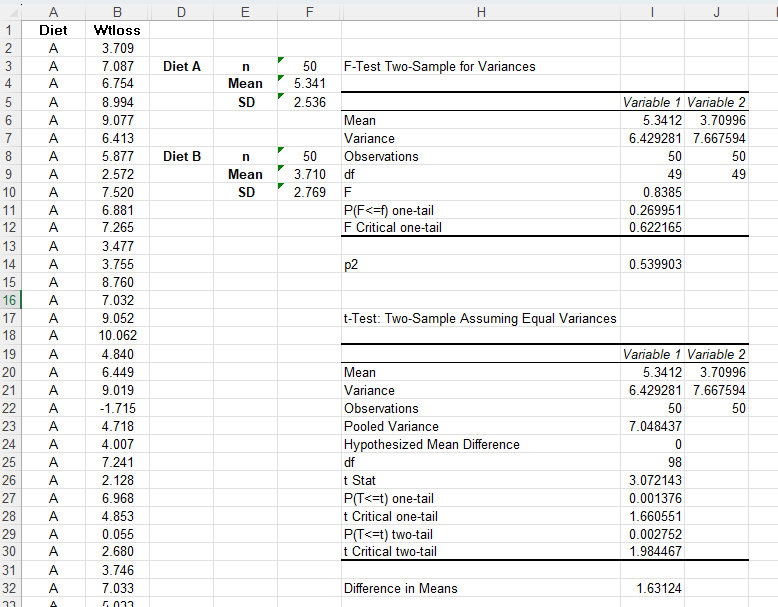 A B D E F H I J
1 Diet Wtloss
2 A 3.709
3 A 7.087 Diet A n 50 F-Test Two-Sample for Variances
4 A 6.754 Mean 5.341
5 A 8.994 SD 2.536 Variable 1 Variable 2
6 A 9.077 Mean 5.3412 3.70996
7 A 6.413 Variance 6.429281 7.667594
8 A 5.877 Diet B n 50 Observations 50 50
9 A 2.572 Mean 3.710 df 49 49
10 A 7.520 SD 2.769 F 0.8385
11 A 6.881 P(F<=f) one-tail 0.269951
12 A 7.265 F Critical one-tail 0.622165
13 A 3.477
14 A 3.755 p2 0.539903
15 A 8.760
16 A 7.032
17 A 9.052 t-Test: Two-Sample Assuming Equal Variances
18 A 10.062
19 A 4.840 Variable 1 Variable 2
20 A 6.449 Mean 5.3412 3.70996
21 A 9.019 Variance 6.429281 7.667594
22 A -1.715 Observations 50 50
23 A 4.718 Pooled Variance 7.048437
24 A 4.007 Hypothesized Mean Difference 0
25 A 7.241 df 98
26 A 2.128 t Stat 3.072143
27 A 6.968 P(T<=t) one-tail 0.001376
28 A 4.853 t Critical one-tail 1.660551
29 A 0.055 P(T<=t) two-tail 0.002752
30 A 2.680 t Critical two-tail 1.984467
31 A 3.746
32 A 7.033 Difference in Means 1.63124
33 A